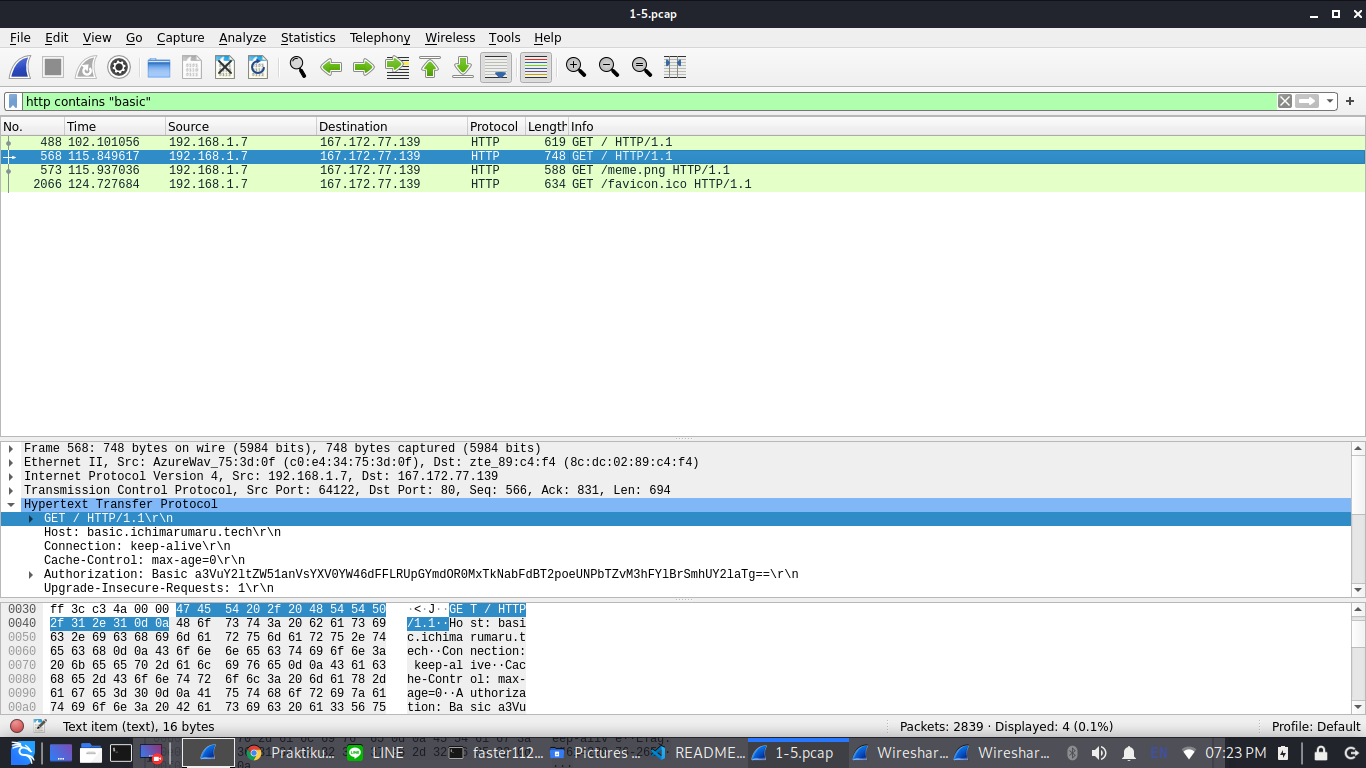 1-5.pcap
File Edit View Go Capture Analyze Statistics Telephony Wireless Tools Help
http contains "basic"
No. Time Source Destination Protocol Length Info
488 102.101056 192.168.1.7 167.172.77.139 HTTP 619 GET / HTTP/1.1
568 115.849617 192.168.1.7 167.172.77.139 HTTP 748 GET / HTTP/1.1
573 115.937036 192.168.1.7 167.172.77.139 HTTP 588 GET /meme.png HTTP/1.1
2066 124.727684 192.168.1.7 167.172.77.139 HTTP 634 GET /favicon.ico HTTP/1.1
Frame 568: 748 bytes on wire (5984 bits), 748 bytes captured (5984 bits)
Ethernet II, Src: AzureWav_75:3d:0f (c0:e4:34:75:3d:0f), Dst: zte_89:c4:f4 (8c:dc:02:89:c4:f4)
Internet Protocol Version 4, Src: 192.168.1.7, Dst: 167.172.77.139
Transmission Control Protocol, Src Port: 64122, Dst Port: 80, Seq: 566, Ack: 831, Len: 694
Hypertext Transfer Protocol
GET / HTTP/1.1\r\n
Host: basic.ichimarumaru.tech\r\n
Connection: keep-alive\r\n
Cache-Control: max-age=0\r\n
Authorization: Basic a3VuY2ltZW51anVsYXV0YW46dFFLRUpGYmdOR0MxTkNabFdBT2poeUNPbTZvM3hFYlBrSmhUY2laTg==\r\n
Upgrade-Insecure-Requests: 1\r\n
0030 ff 3c c3 4a 00 00 47 45 54 20 2f 20 48 54 54 50 ·<·J··GE T / HTTP
0040 2f 31 2e 31 0d 0a 48 6f 73 74 3a 20 62 61 73 69 /1.1··Ho st: basi
0050 63 2e 69 63 68 69 6d 61 72 75 6d 61 72 75 2e 74 c.ichima rumaru.t
0060 65 63 68 0d 0a 43 6f 6e 6e 65 63 74 69 6f 6e 3a ech··Con nection:
0070 20 6b 65 65 70 2d 61 6c 69 76 65 0d 0a 43 61 63 keep-al ive··Cac
0080 68 65 2d 43 6f 6e 74 72 6f 6c 3a 20 6d 61 78 2d he-Contr ol: max-
0090 61 67 65 3d 30 0d 0a 41 75 74 68 6f 72 69 7a 61 age=0··A uthoriza
00a0 74 69 6f 6e 3a 20 42 61 73 69 63 20 61 33 56 75 tion: Ba sic a3Vu
Text item (text), 16 bytes Packets: 2839 · Displayed: 4 (0.1%) Profile: Default
Praktiku... LINE faster112... Pictures ... README... 1-5.pcap Wireshar... Wireshar... EN 07:23 PM